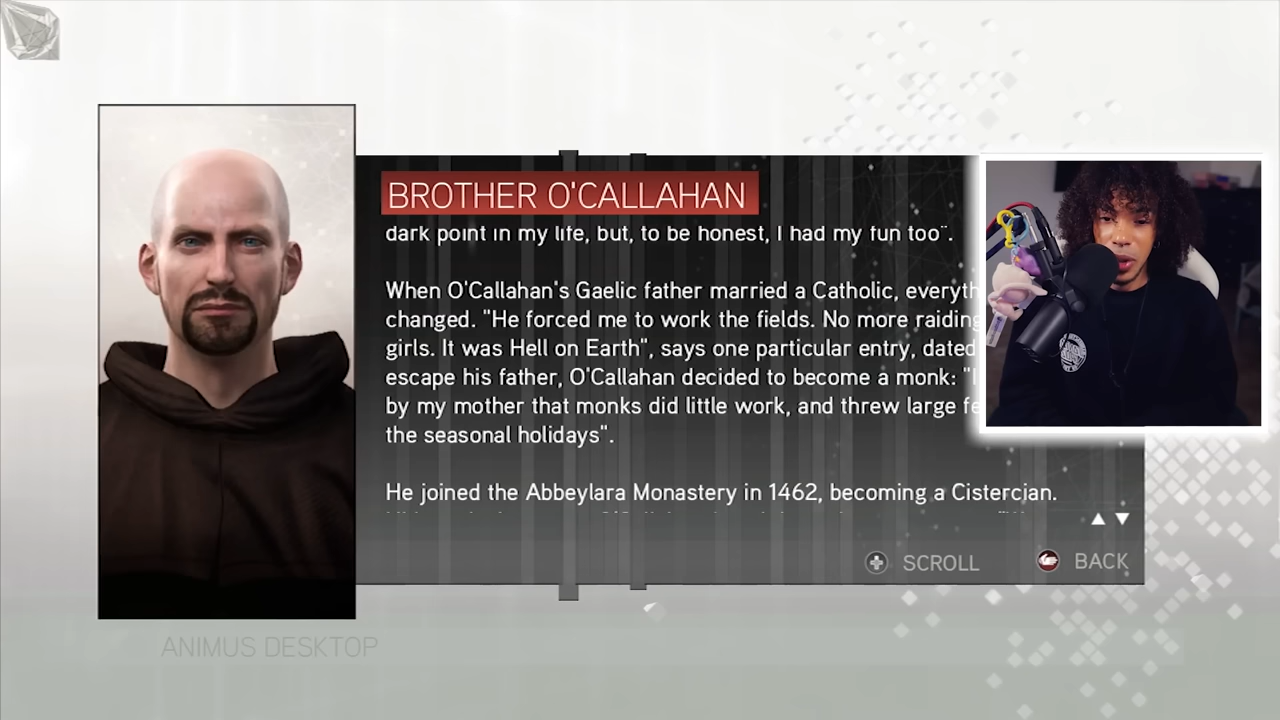 BROTHER O'CALLAHAN
dark point in my life, but, to be honest, I had my fun too".
When O'Callahan's Gaelic father married a Catholic, everyth
changed. "He forced me to work the fields. No more raiding
girls. It was Hell on Earth", says one particular entry, dated
escape his father, O'Callahan decided to become a monk: "I
by my mother that monks did little work, and threw large fe
the seasonal holidays".
He joined the Abbeylara Monastery in 1462, becoming a Cistercian.
SCROLL
BACK
ANIMUS DESKTOP